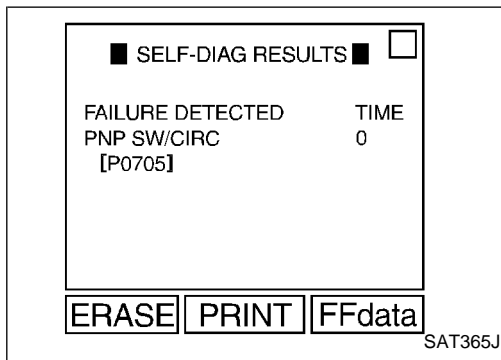 SELF-DIAG RESULTS
FAILURE DETECTED TIME
PNP SW/CIRC 0
[P0705]
ERASE PRINT FFdata
SAT365J